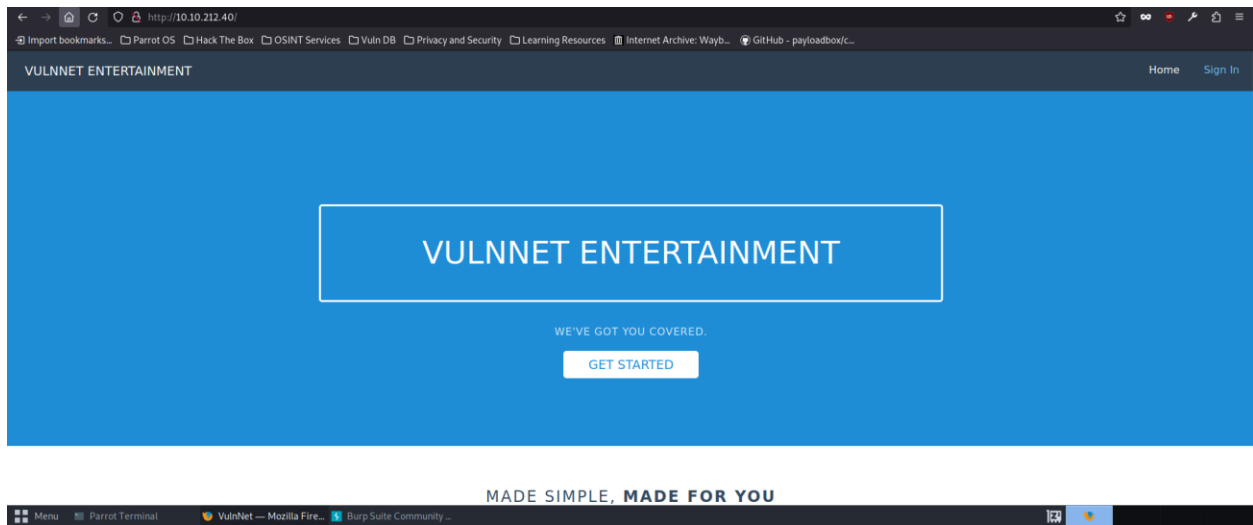 http://10.10.212.40/
Import bookmarks... Parrot OS Hack The Box OSINT Services Vuln DB Privacy and Security Learning Resources Internet Archive: Wayb... GitHub - payloadbox/c...
VULNNET ENTERTAINMENT Home Sign In
VULNNET ENTERTAINMENT
WE'VE GOT YOU COVERED.
GET STARTED
MADE SIMPLE, MADE FOR YOU
Menu Parrot Terminal VulnNet — Mozilla Fire... Burp Suite Community ...